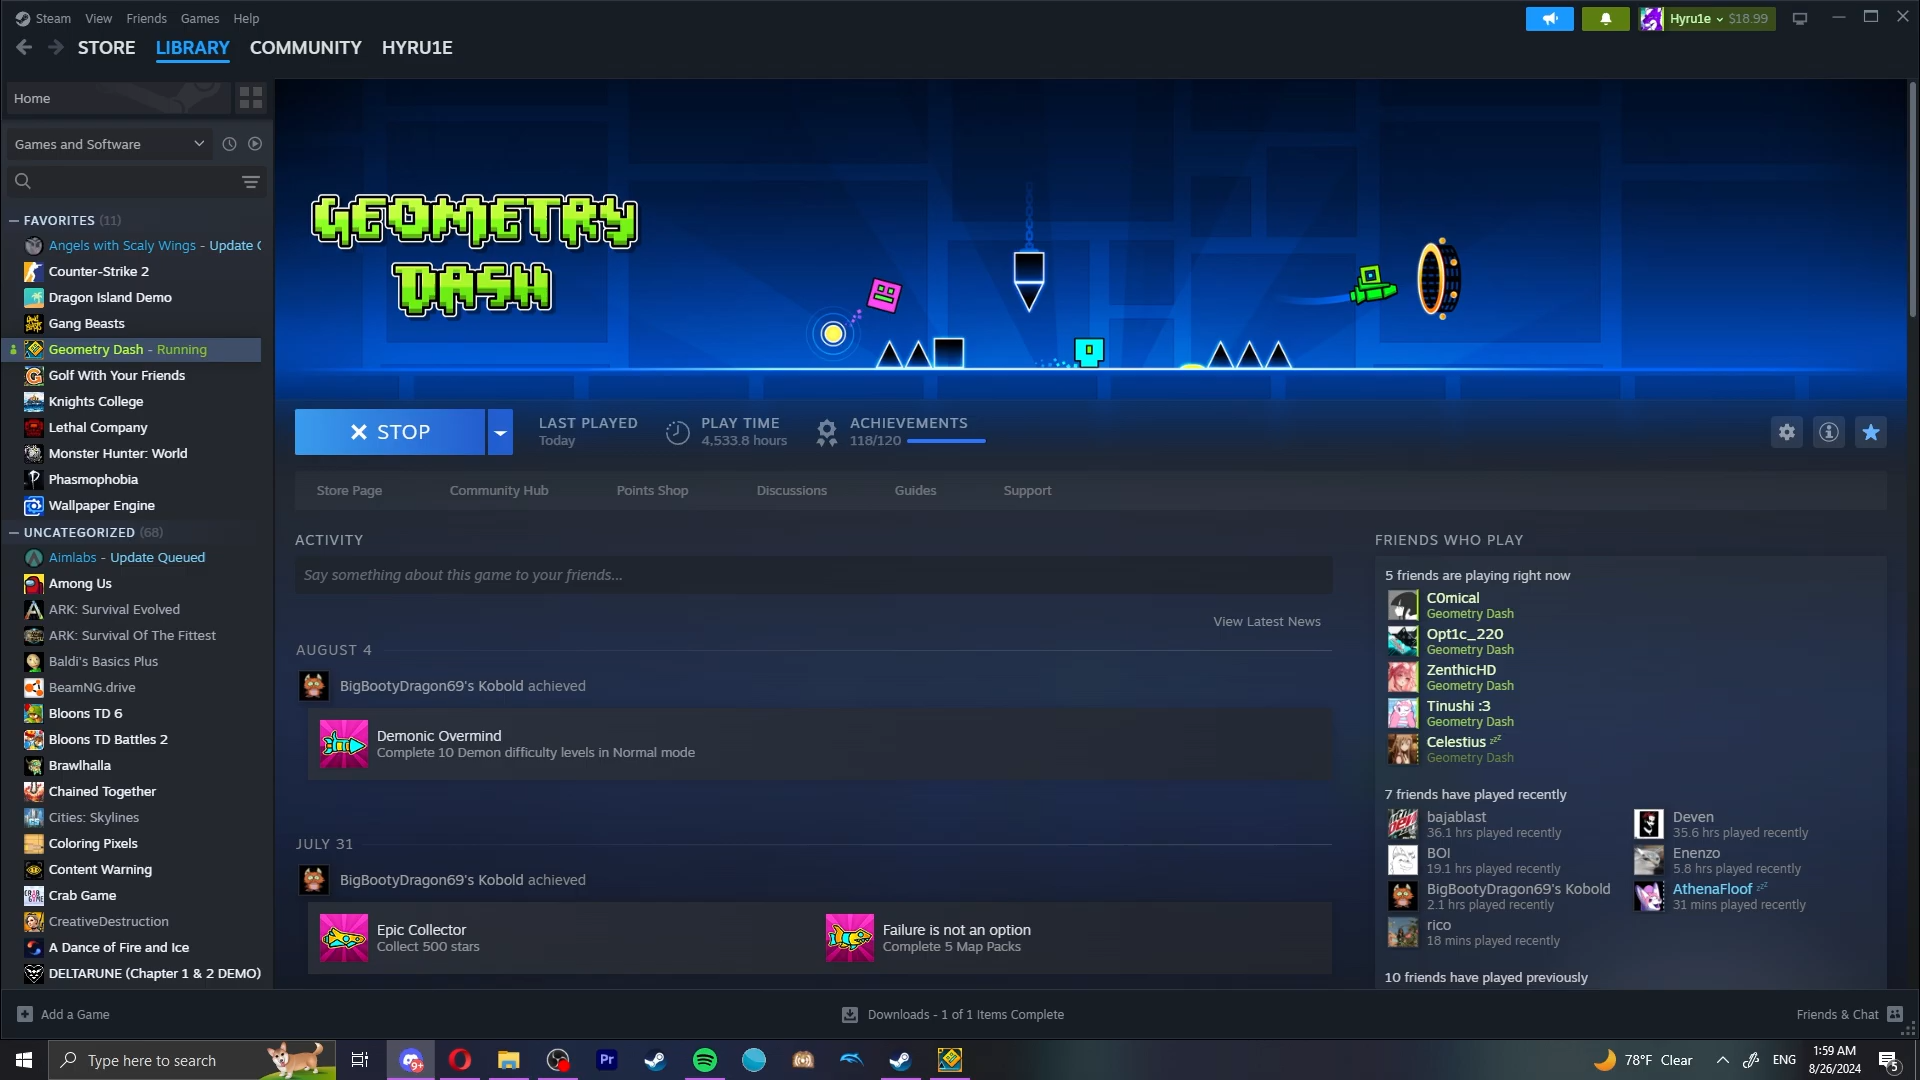 Steam View Friends Games Help
Hyru1e $18.99
STORE LIBRARY COMMUNITY HYRU1E
Home
Games and Software
FAVORITES (11)
Angels with Scaly Wings - Update
Counter-Strike 2
Dragon Island Demo
Gang Beasts
Geometry Dash - Running
Golf With Your Friends
Knights College
Lethal Company
Monster Hunter: World
Phasmophobia
Wallpaper Engine
UNCATEGORIZED (68)
Aimlabs - Update Queued
Among Us
ARK: Survival Evolved
ARK: Survival Of The Fittest
Baldi's Basics Plus
BeamNG.drive
Bloons TD 6
Bloons TD Battles 2
Brawlhalla
Chained Together
Cities: Skylines
Coloring Pixels
Content Warning
Crab Game
CreativeDestruction
A Dance of Fire and Ice
DELTARUNE (Chapter 1 & 2 DEMO)
GEOMETRY
DASH
STOP
LAST PLAYED
Today
PLAY TIME
4,533.8 hours
ACHIEVEMENTS
118/120
Store Page Community Hub Points Shop Discussions Guides Support
ACTIVITY
Say something about this game to your friends...
View Latest News
AUGUST 4
BigBootyDragon69's Kobold achieved
Demonic Overmind
Complete 10 Demon difficulty levels in Normal mode
JULY 31
BigBootyDragon69's Kobold achieved
Epic Collector
Collect 500 stars
Failure is not an option
Complete 5 Map Packs
FRIENDS WHO PLAY
5 friends are playing right now
C0mical
Geometry Dash
Opt1c_220
Geometry Dash
ZenthicHD
Geometry Dash
Tinushi :3
Geometry Dash
Celestius zzz
Geometry Dash
7 friends have played recently
bajablast
36.1 hrs played recently
Deven
35.6 hrs played recently
BOI
19.1 hrs played recently
Enenzo
5.8 hrs played recently
BigBootyDragon69's Kobold
2.1 hrs played recently
AthenaFloof zzz
31 mins played recently
rico
18 mins played recently
10 friends have played previously
Add a Game
Downloads - 1 of 1 Items Complete
Friends & Chat
Type here to search
9+
Pr
78°F Clear
ENG
1:59 AM
8/26/2024
5